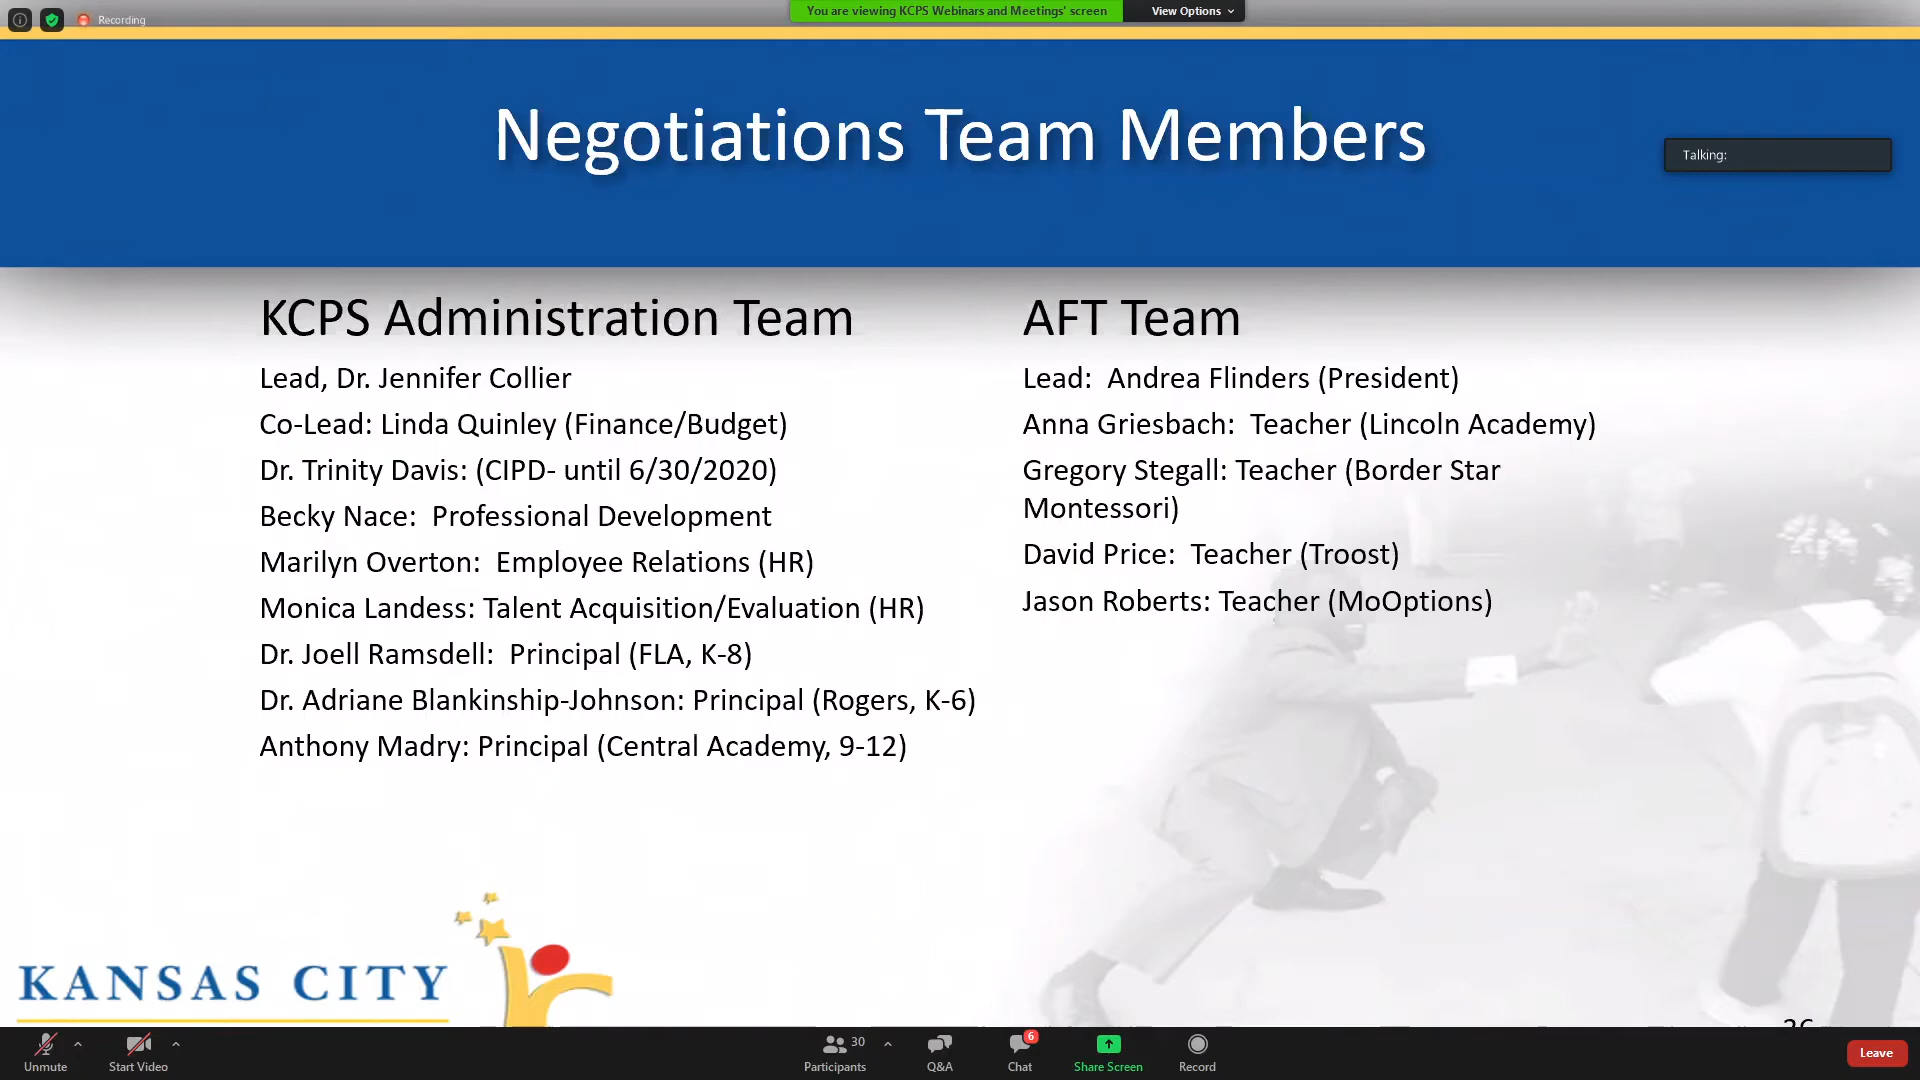 Recording
You are viewing KCPS Webinars and Meetings' screen
View Options
Negotiations Team Members
Talking:
KCPS Administration Team
Lead, Dr. Jennifer Collier
Co-Lead: Linda Quinley (Finance/Budget)
Dr. Trinity Davis: (CIPD- until 6/30/2020)
Becky Nace:  Professional Development
Marilyn Overton:  Employee Relations (HR)
Monica Landess: Talent Acquisition/Evaluation (HR)
Dr. Joell Ramsdell:  Principal (FLA, K-8)
Dr. Adriane Blankinship-Johnson: Principal (Rogers, K-6)
Anthony Madry: Principal (Central Academy, 9-12)
AFT Team
Lead:  Andrea Flinders (President)
Anna Griesbach:  Teacher (Lincoln Academy)
Gregory Stegall: Teacher (Border Star
Montessori)
David Price:  Teacher (Troost)
Jason Roberts: Teacher (MoOptions)
KANSAS CITY
Unmute
Start Video
30
Participants
Q&A
6
Chat
Share Screen
Record
Leave